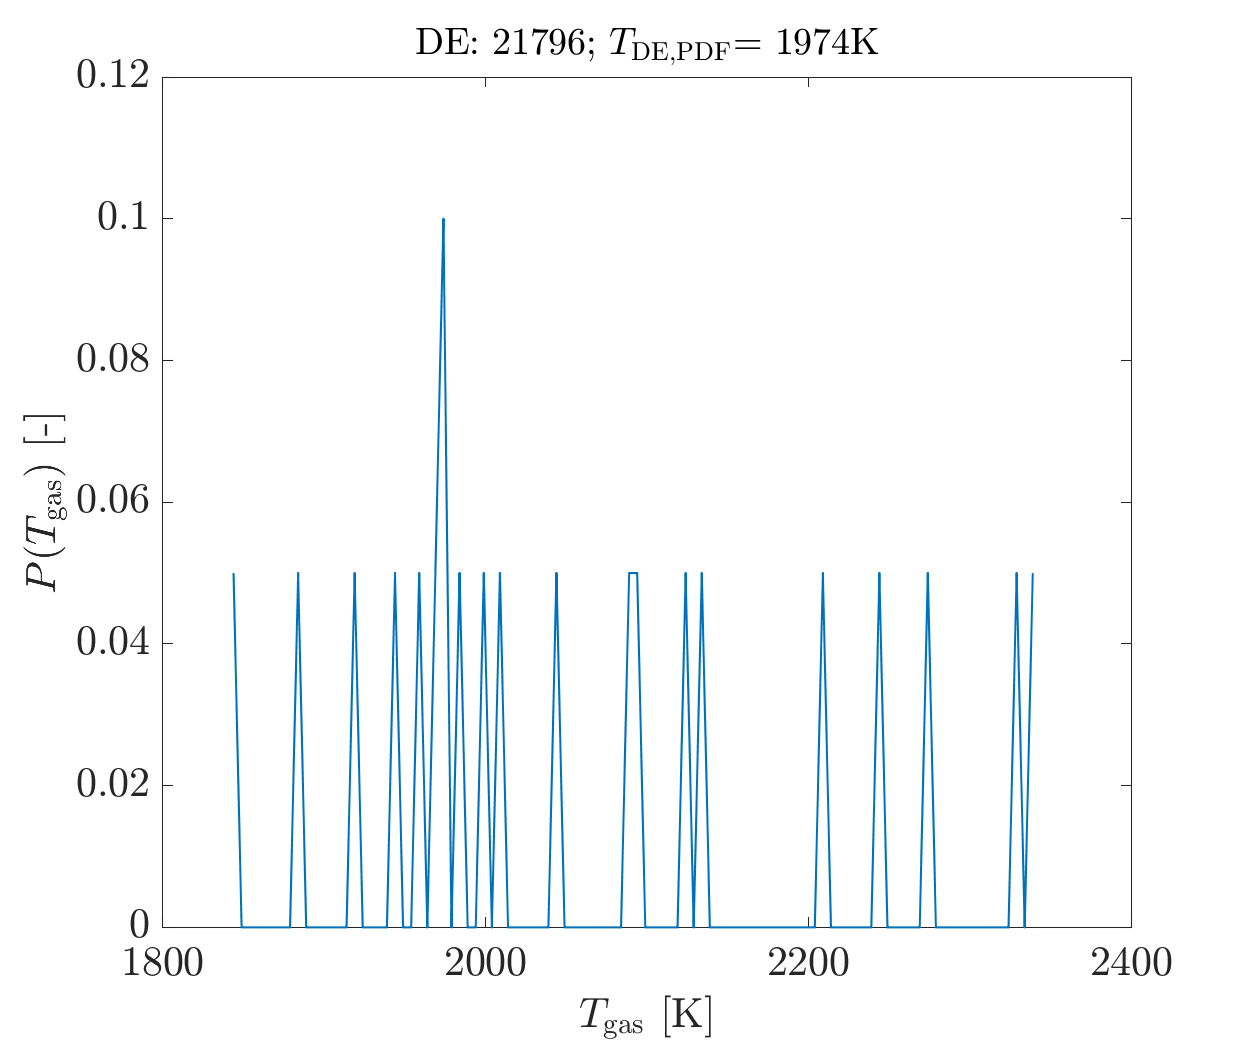 DE: 21796; T_DE,PDF= 1974K
0.12
0.1
0.08
0.06
0.04
0.02
0
P(T_gas) [-]
1800 2000 2200 2400
T_gas [K]